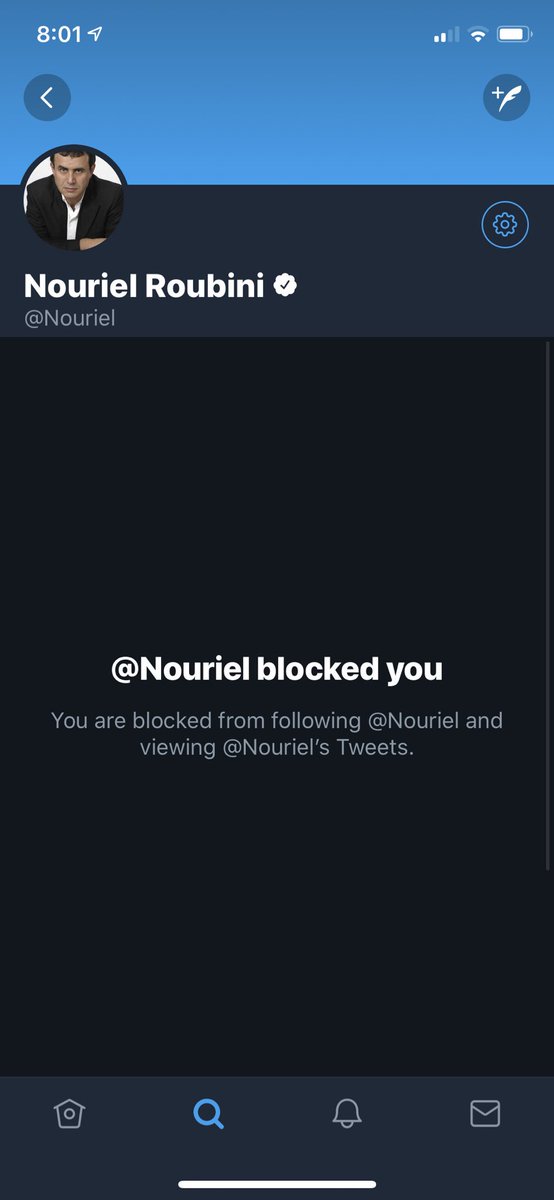 8:01
Nouriel Roubini
@Nouriel
@Nouriel blocked you
You are blocked from following @Nouriel and
viewing @Nouriel’s Tweets.